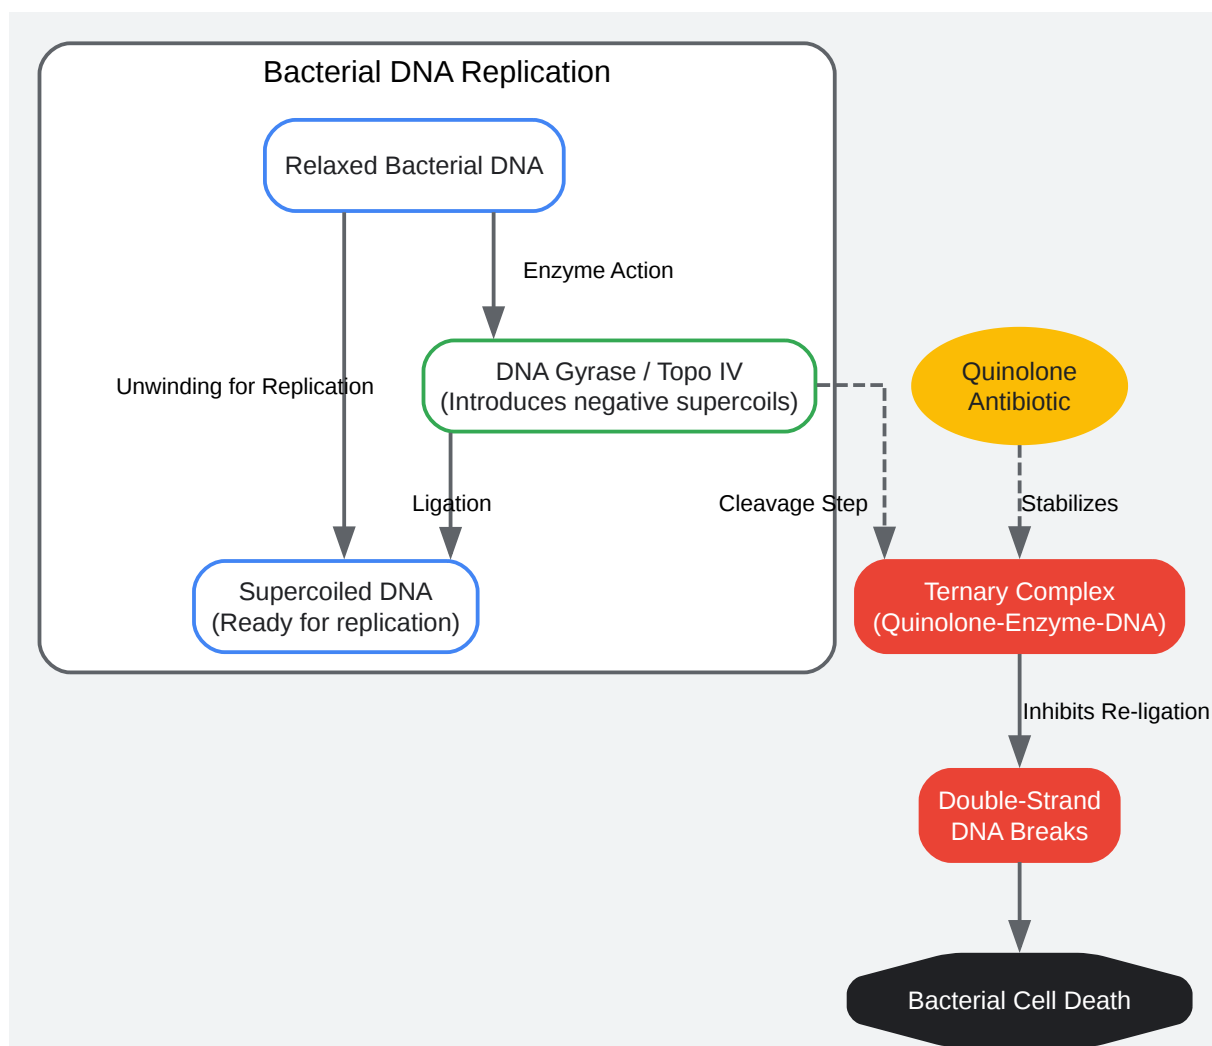 Bacterial DNA Replication
Relaxed Bacterial DNA
Enzyme Action
DNA Gyrase / Topo IV
(Introduces negative supercoils)
Unwinding for Replication
Quinolone
Antibiotic
Ligation
Cleavage Step
Stabilizes
Supercoiled DNA
(Ready for replication)
Ternary Complex
(Quinolone-Enzyme-DNA)
Inhibits Re-ligation
Double-Strand
DNA Breaks
Bacterial Cell Death